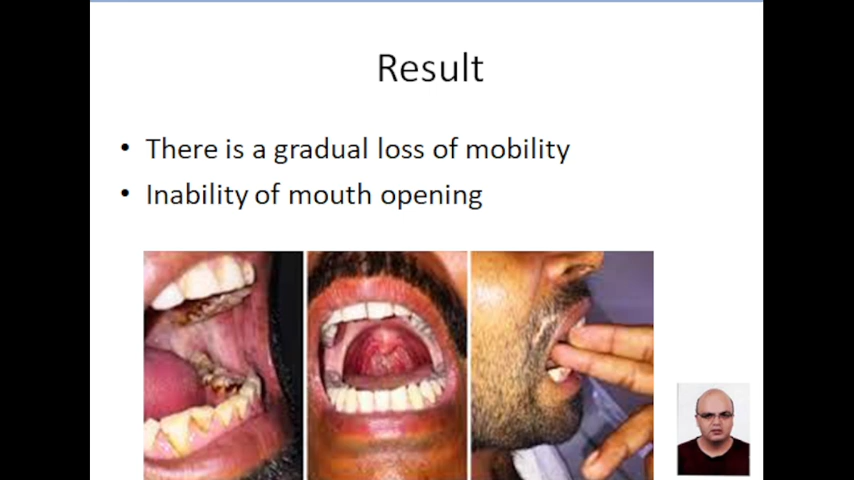 Result
• There is a gradual loss of mobility
• Inability of mouth opening